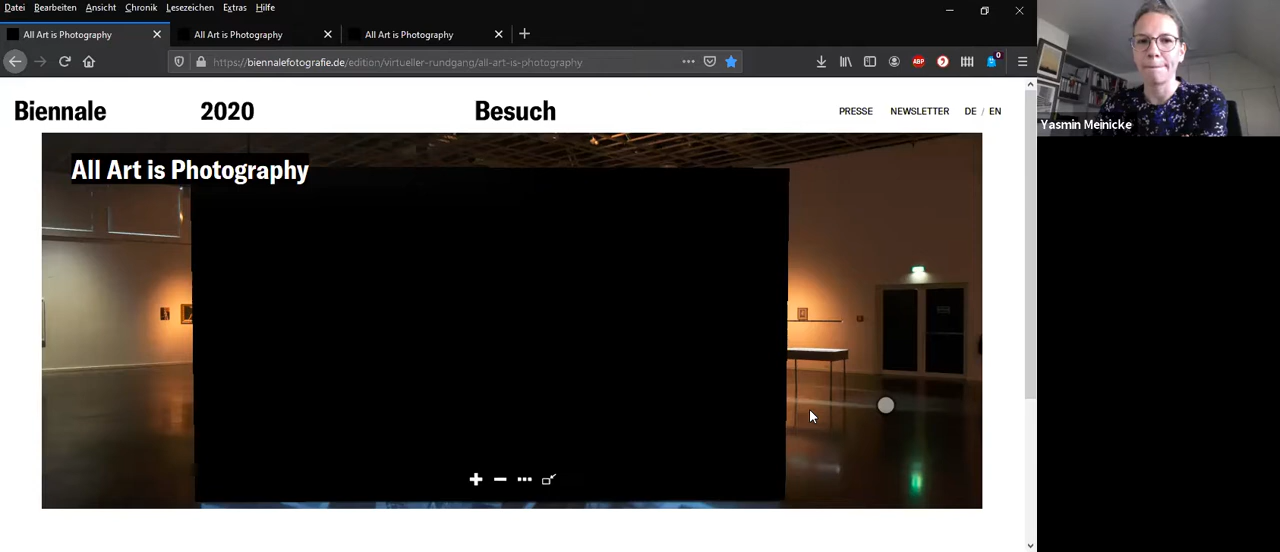 Datei Bearbeiten Ansicht Chronik Lesezeichen Extras Hilfe
All Art is Photography All Art is Photography All Art is Photography
https://biennalefotografie.de/edition/virtueller-rundgang/all-art-is-photography
ABP
0
Biennale 2020 Besuch PRESSE NEWSLETTER DE / EN
All Art is Photography
Yasmin Meinicke